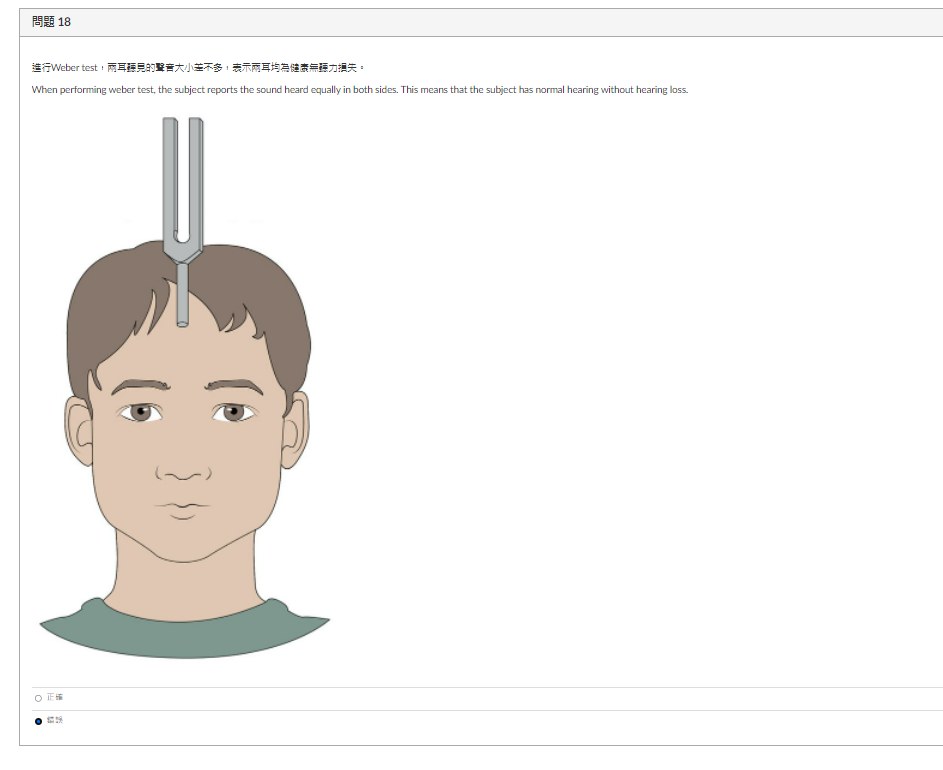 問題 18
進行Weber test，兩耳聽見的聲音大小差不多，表示兩耳均為健康無聽力損失。
When performing weber test, the subject reports the sound heard equally in both sides. This means that the subject has normal hearing without hearing loss.
正確
錯誤